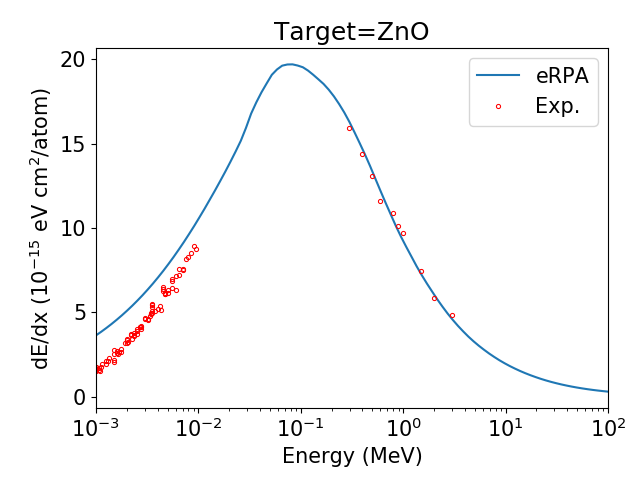 Target=ZnO
eRPA
Exp.
dE/dx (10⁻¹⁵ eV cm²/atom)
20
15
10
5
0
10⁻³ 10⁻² 10⁻¹ 10⁰ 10¹ 10²
Energy (MeV)